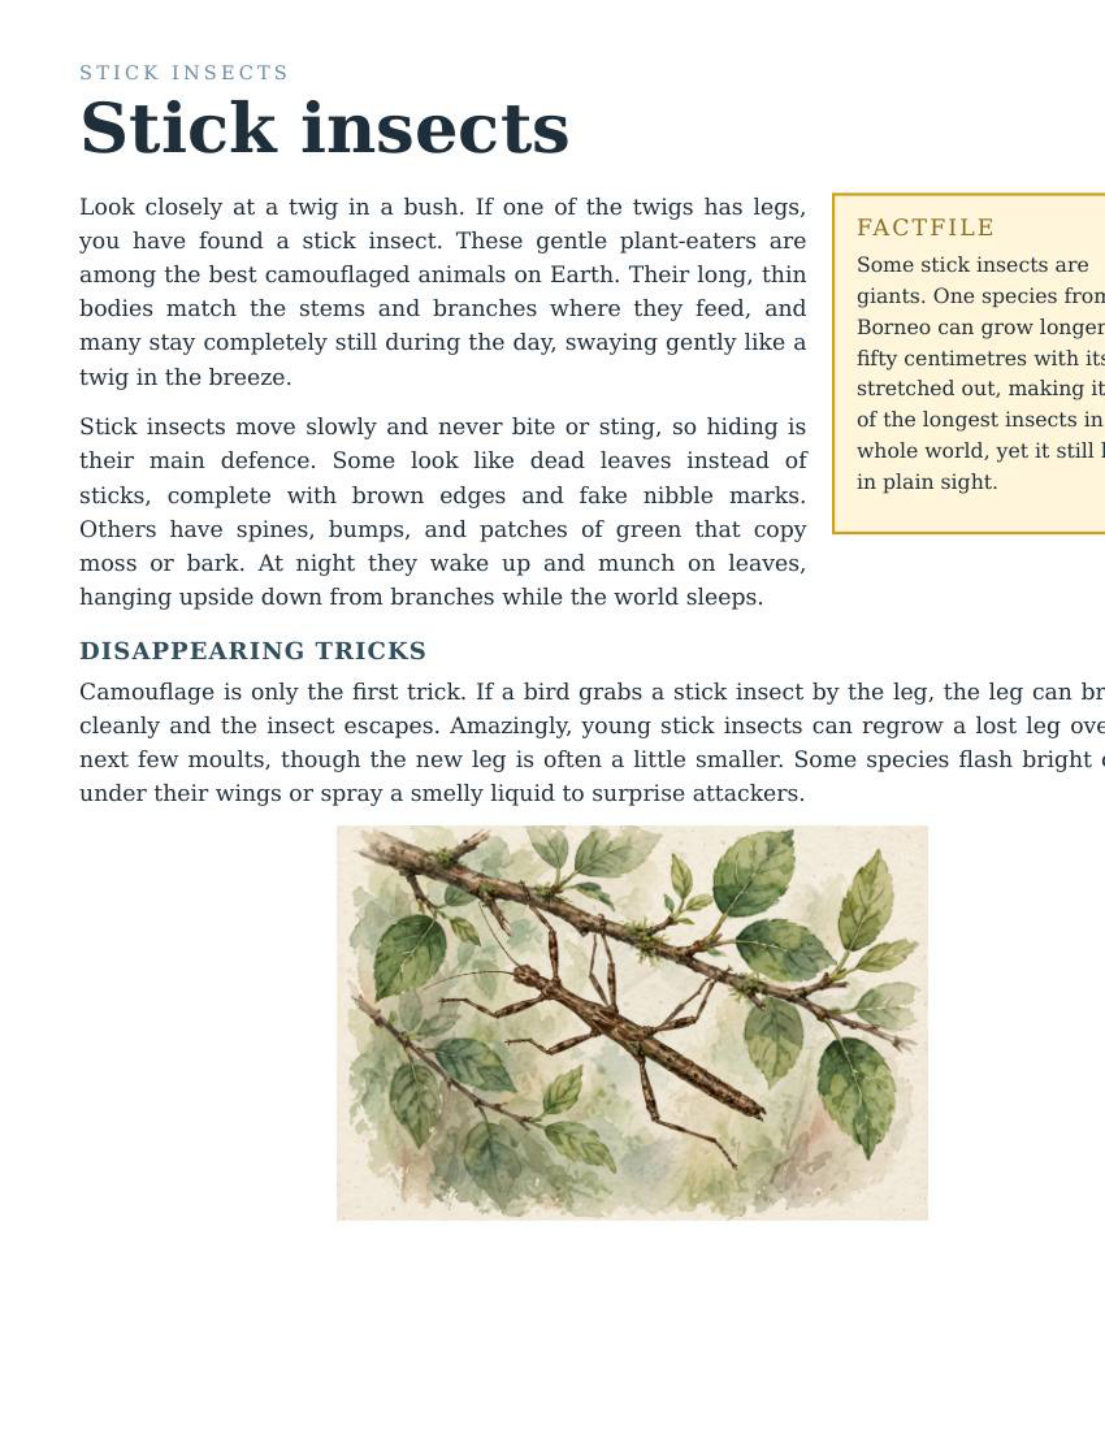 STICK INSECTS
Stick insects
Look closely at a twig in a bush. If one of the twigs has legs,
you have found a stick insect. These gentle plant-eaters are
among the best camouflaged animals on Earth. Their long, thin
bodies match the stems and branches where they feed, and
many stay completely still during the day, swaying gently like a
twig in the breeze.
Stick insects move slowly and never bite or sting, so hiding is
their main defence. Some look like dead leaves instead of
sticks, complete with brown edges and fake nibble marks.
Others have spines, bumps, and patches of green that copy
moss or bark. At night they wake up and munch on leaves,
hanging upside down from branches while the world sleeps.
FACTFILE
Some stick insects are
giants. One species from
Borneo can grow longer
fifty centimetres with its
stretched out, making it
of the longest insects in
whole world, yet it still
in plain sight.
DISAPPEARING TRICKS
Camouflage is only the first trick. If a bird grabs a stick insect by the leg, the leg can
cleanly and the insect escapes. Amazingly, young stick insects can regrow a lost leg
next few moults, though the new leg is often a little smaller. Some species flash bright
under their wings or spray a smelly liquid to surprise attackers.